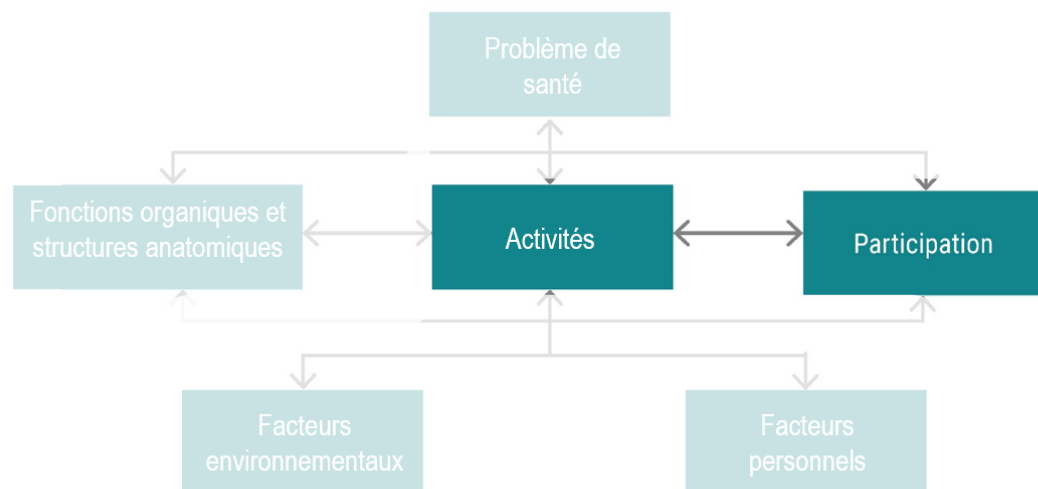 Problème de
santé
Fonctions organiques et
structures anatomiques
Activités
Participation
Facteurs
environnementaux
Facteurs
personnels